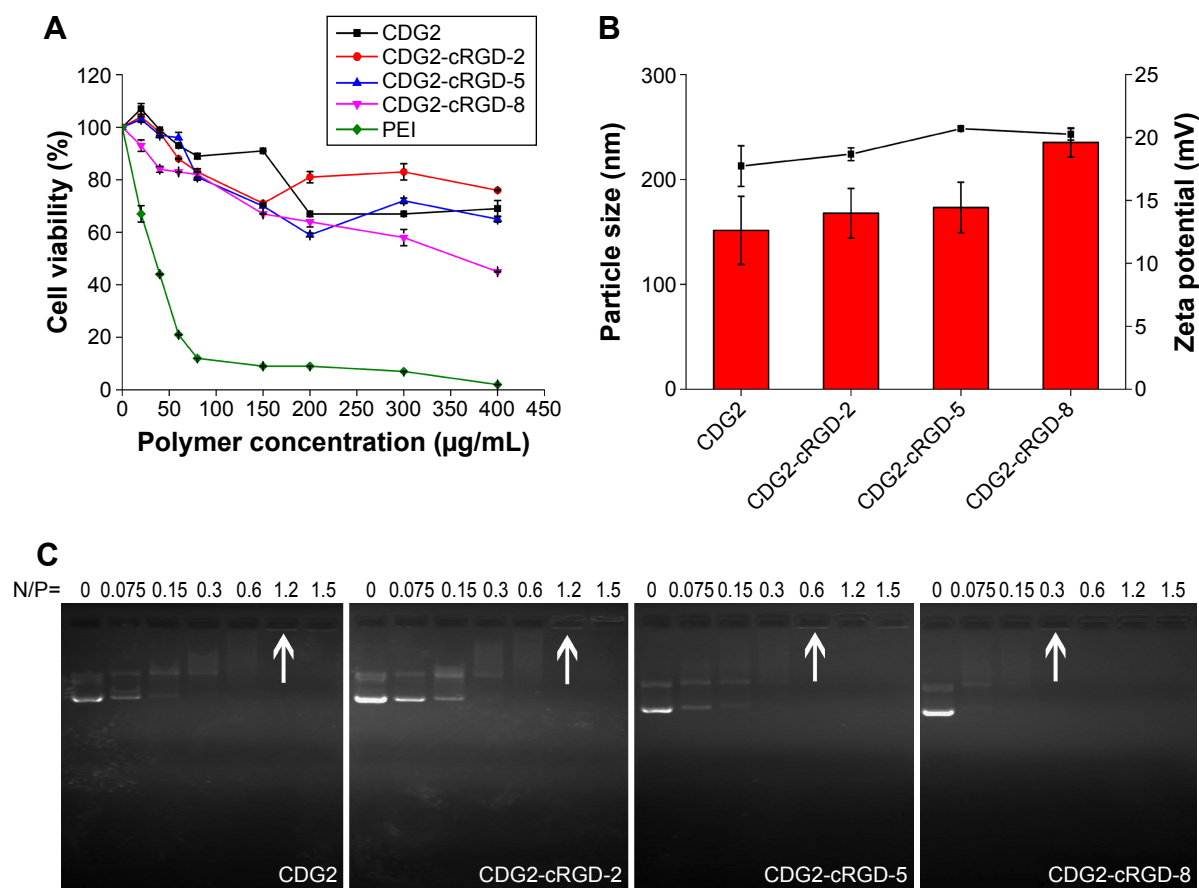 A
CDG2
CDG2-cRGD-2
CDG2-cRGD-5
CDG2-cRGD-8
PEI
120
100
80
60
40
20
0
Cell viability (%)
0 50 100 150 200 250 300 350 400 450
Polymer concentration (µg/mL)
B
300
200
100
0
Particle size (nm)
25
20
15
10
5
0
Zeta potential (mV)
CDG2
CDG2-cRGD-2
CDG2-cRGD-5
CDG2-cRGD-8
C
N/P= 0 0.075 0.15 0.3 0.6 1.2 1.5 0 0.075 0.15 0.3 0.6 1.2 1.5 0 0.075 0.15 0.3 0.6 1.2 1.5 0 0.075 0.15 0.3 0.6 1.2 1.5
CDG2 CDG2-cRGD-2 CDG2-cRGD-5 CDG2-cRGD-8